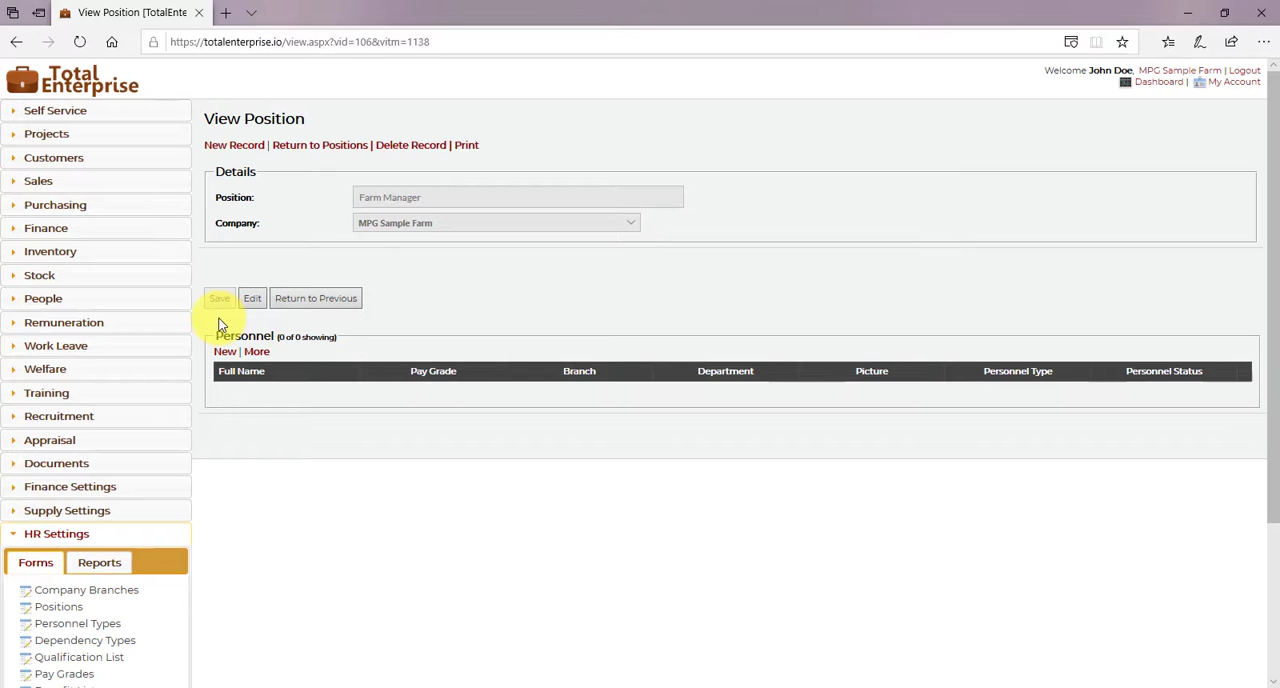 View Position [TotalEnte
https://totalenterprise.io/view.aspx?vid=106&vitm=1138
Total Enterprise
Welcome John Doe, MPG Sample Farm | Logout
Dashboard | My Account
Self Service
Projects
Customers
Sales
Purchasing
Finance
Inventory
Stock
People
Remuneration
Work Leave
Welfare
Training
Recruitment
Appraisal
Documents
Finance Settings
Supply Settings
HR Settings
Forms Reports
Company Branches
Positions
Personnel Types
Dependency Types
Qualification List
Pay Grades
View Position
New Record | Return to Positions | Delete Record | Print
Details
Position: Farm Manager
Company: MPG Sample Farm
Save Edit Return to Previous
Personnel (0 of 0 showing)
New | More
Full Name Pay Grade Branch Department Picture Personnel Type Personnel Status